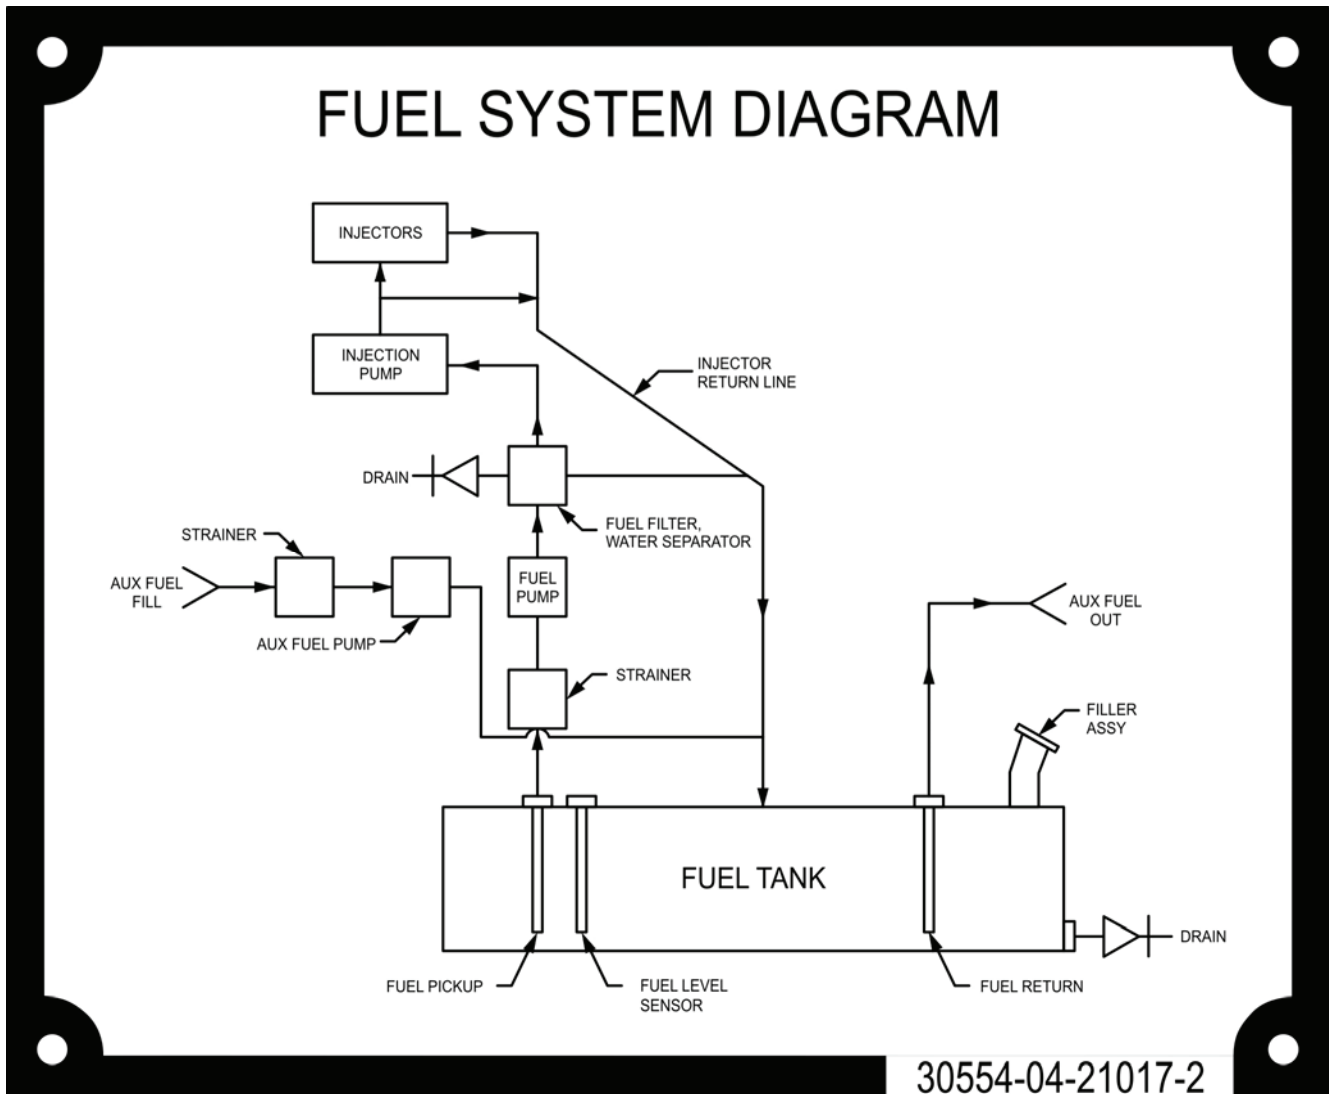 FUEL SYSTEM DIAGRAM
INJECTORS
INJECTION
PUMP
INJECTOR
RETURN LINE
DRAIN
FUEL FILTER,
WATER SEPARATOR
STRAINER
AUX FUEL
FILL
AUX FUEL PUMP
FUEL
PUMP
STRAINER
AUX FUEL
OUT
FILLER
ASSY
FUEL TANK
DRAIN
FUEL PICKUP
FUEL LEVEL
SENSOR
FUEL RETURN
30554-04-21017-2